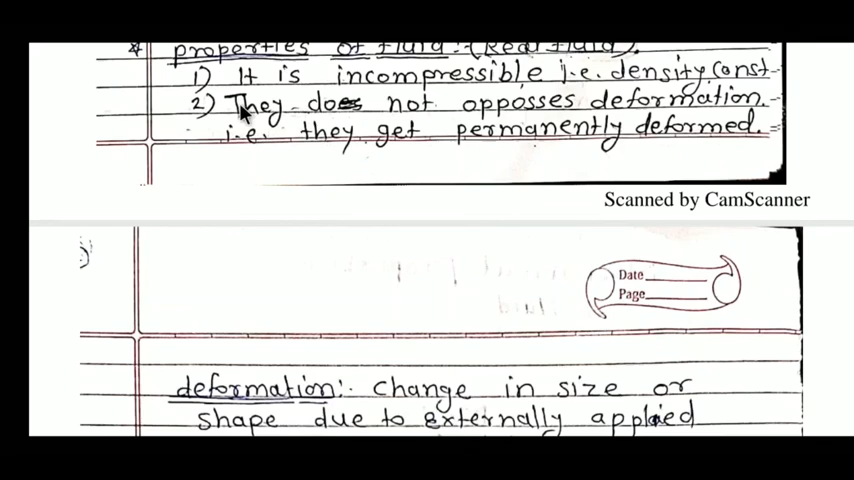 * properties of fluid :- (Real fluid).
1) It is incompressible i.e. density const
2) They does not oppsses deformation.
i.e. they get permanently deformed.
Scanned by CamScanner
Date
Page
deformation:- change in size or
shape due to externally applied